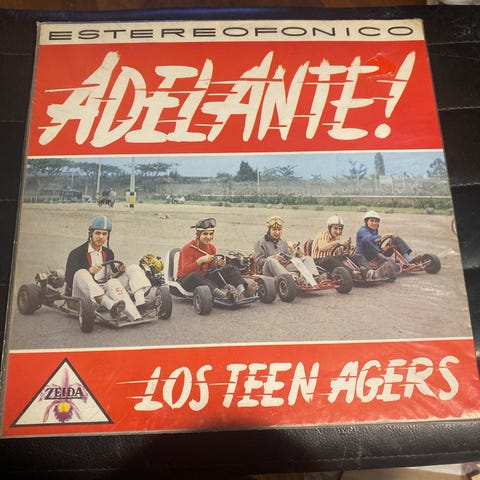 ESTEREOFONICO
ADELANTE!
ZEIDA
LOS TEEN AGERS